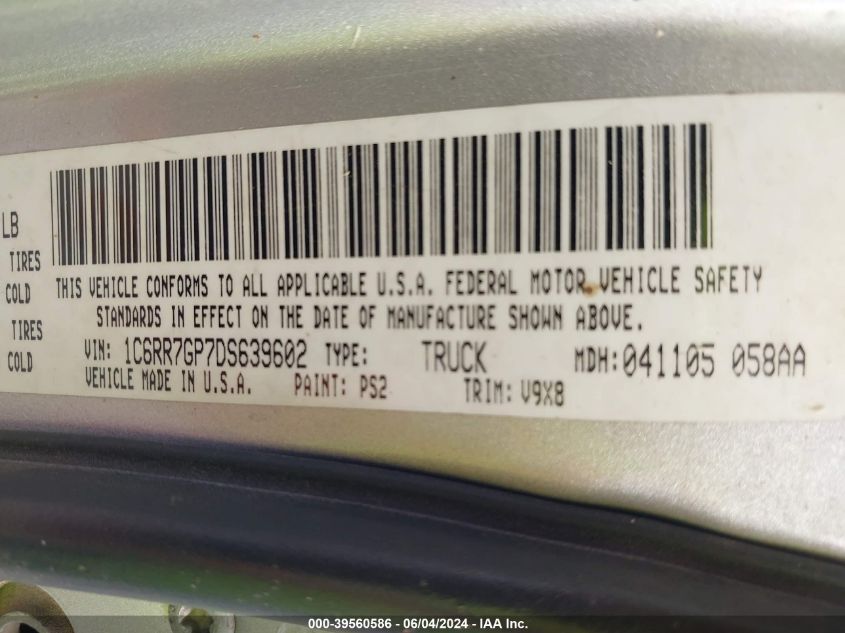 LB
TIRES
COLD
TIRES
COLD
THIS VEHICLE CONFORMS TO ALL APPLICABLE U.S.A. FEDERAL MOTOR VEHICLE SAFETY
STANDARDS IN EFFECT ON THE DATE OF MANUFACTURE SHOWN ABOVE.
VIN: 1C6RR7GP7DS639602 TYPE: TRUCK MDH:041105 058AA
VEHICLE MADE IN U.S.A. PAINT: PS2 TRIM: V9X8
000-39560586 - 06/04/2024 - IAA Inc.